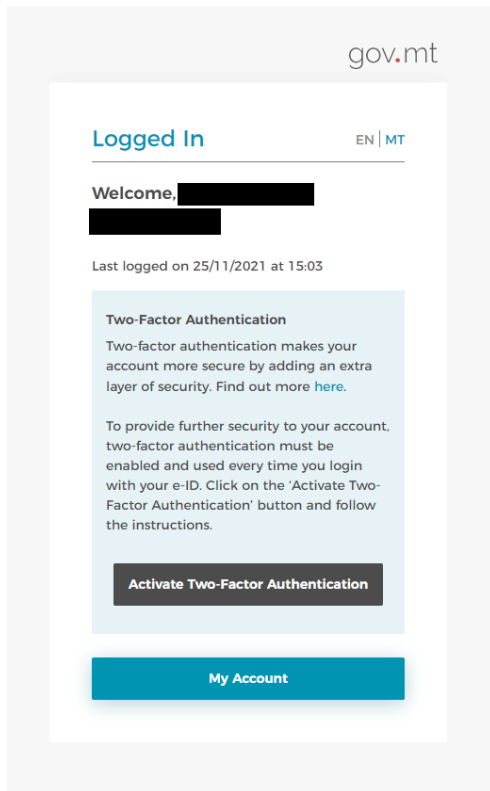 gov.mt
Logged In
EN | MT
Welcome,
Last logged on 25/11/2021 at 15:03
Two-Factor Authentication
Two-factor authentication makes your
account more secure by adding an extra
layer of security. Find out more here.
To provide further security to your account,
two-factor authentication must be
enabled and used every time you login
with your e-ID. Click on the ‘Activate Two-
Factor Authentication’ button and follow
the instructions.
Activate Two-Factor Authentication
My Account